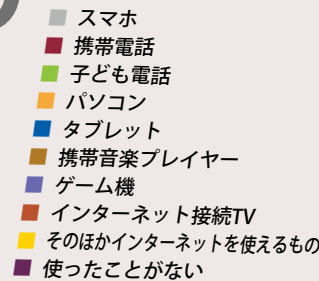 スマホ
携帯電話
子ども電話
パソコン
タブレット
携帯音楽プレイヤー
ゲーム機
インターネット接続TV
そのほかインターネットを使えるもの
使ったことがない